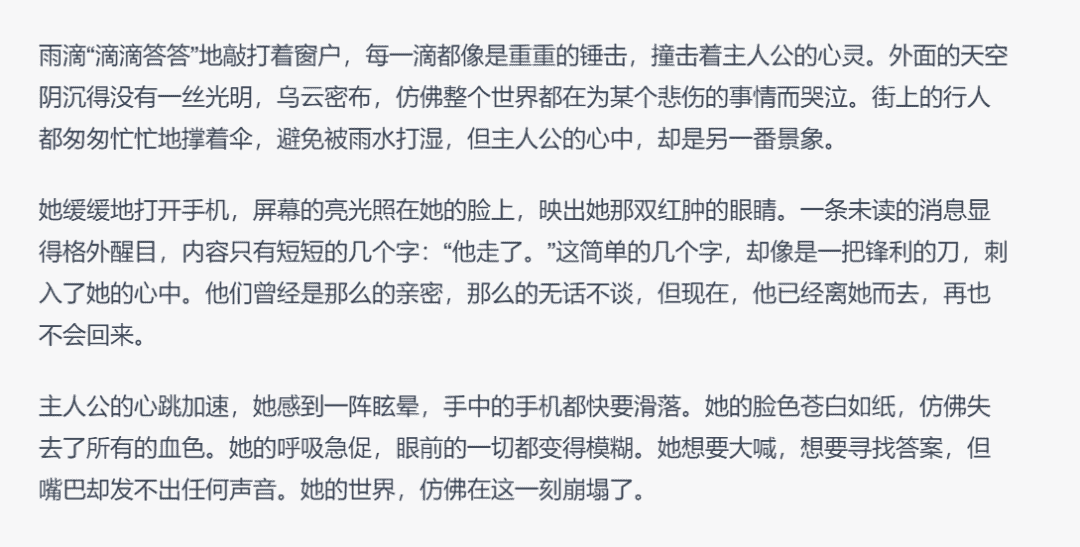 雨滴“滴滴答答”地敲打着窗户，每一滴都像是重重的锤击，撞击着主人公的心灵。外面的天空
阴沉得没有一丝光明，乌云密布，仿佛整个世界都在为某个悲伤的事情而哭泣。街上的行人
都匆匆忙忙地撑着伞，避免被雨水打湿，但主人公的心中，却是另一番景象。
她缓缓地打开手机，屏幕的亮光照在她的脸上，映出她那双红肿的眼睛。一条未读的消息显
得格外醒目，内容只有短短的几个字：“他走了。”这简单的几个字，却像是一把锋利的刀，刺
入了她的心中。他们曾经是那么的亲密，那么的无话不谈，但现在，他已经离她而去，再也
不会回来。
主人公的心跳加速，她感到一阵眩晕，手中的手机都快要滑落。她的脸色苍白如纸，仿佛失
去了所有的血色。她的呼吸急促，眼前的一切都变得模糊。她想要大喊，想要寻找答案，但
嘴巴却发不出任何声音。她的世界，仿佛在这一刻崩塌了。